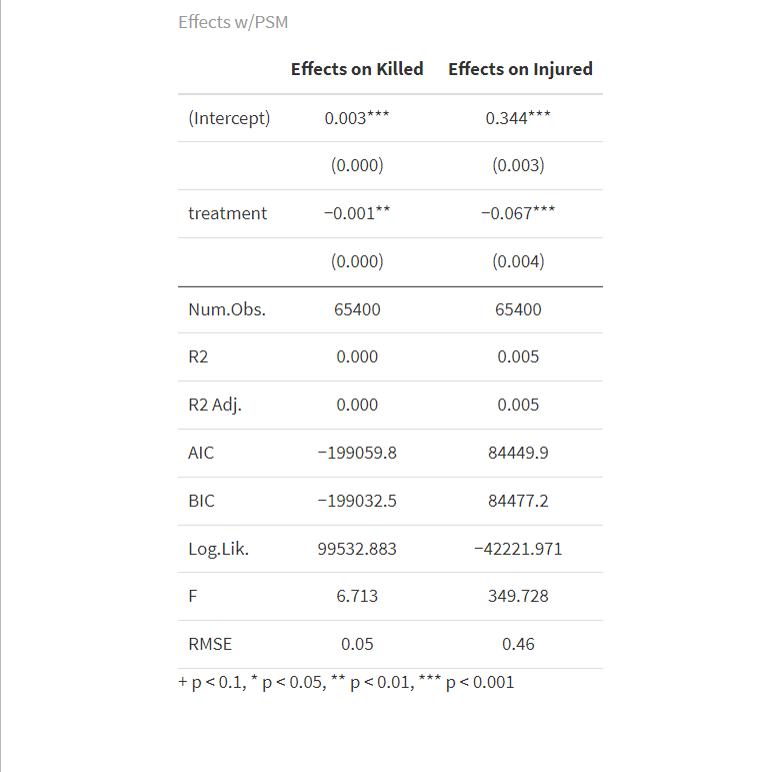 Effects w/PSM
Effects on Killed Effects on Injured
(Intercept) 0.003*** 0.344***
(0.000) (0.003)
treatment −0.001** −0.067***
(0.000) (0.004)
Num.Obs. 65400 65400
R2 0.000 0.005
R2 Adj. 0.000 0.005
AIC −199059.8 84449.9
BIC −199032.5 84477.2
Log.Lik. 99532.883 −42221.971
F 6.713 349.728
RMSE 0.05 0.46
+ p < 0.1, * p < 0.05, ** p < 0.01, *** p < 0.001